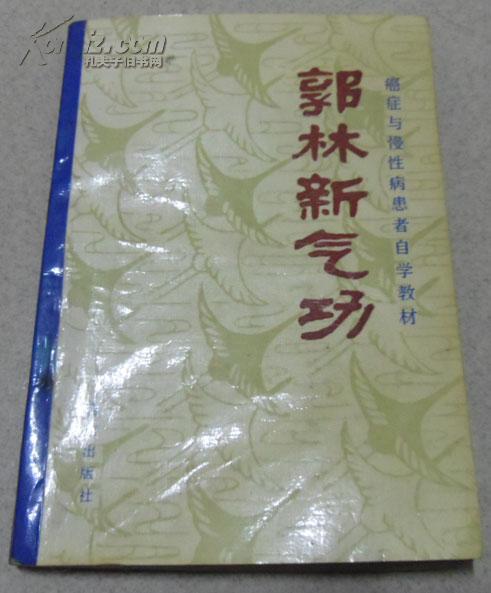 Kongfz.com
孔夫子旧书网
癌症与慢性病患者自学教材
郭林新气功
出版社